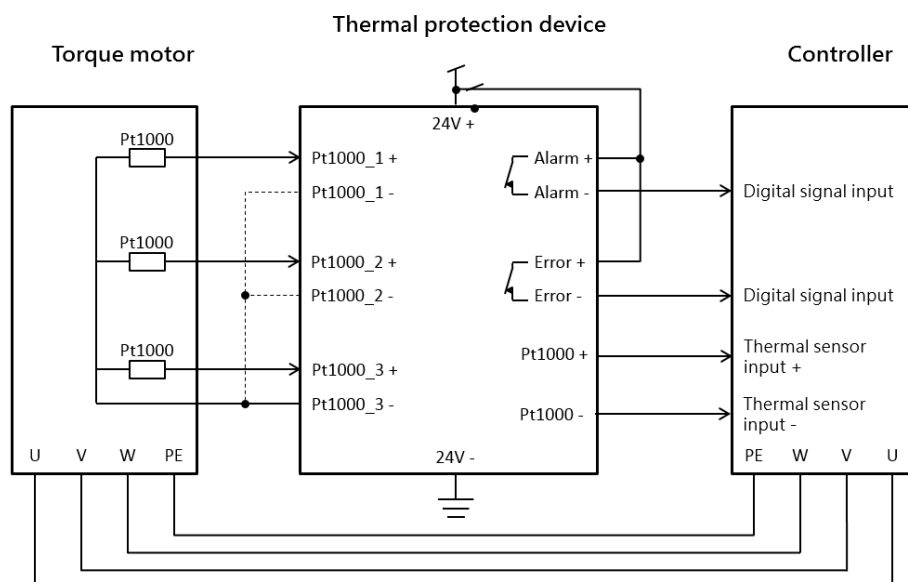 Thermal protection device
Torque motor
Controller
Pt1000
Pt1000
Pt1000
U V W PE
24V +
Pt1000_1 +
Pt1000_1 -
Pt1000_2 +
Pt1000_2 -
Pt1000_3 +
Pt1000_3 -
Alarm +
Alarm -
Error +
Error -
Pt1000 +
Pt1000 -
24V -
Digital signal input
Digital signal input
Thermal sensor
input +
Thermal sensor
input -
PE W V U